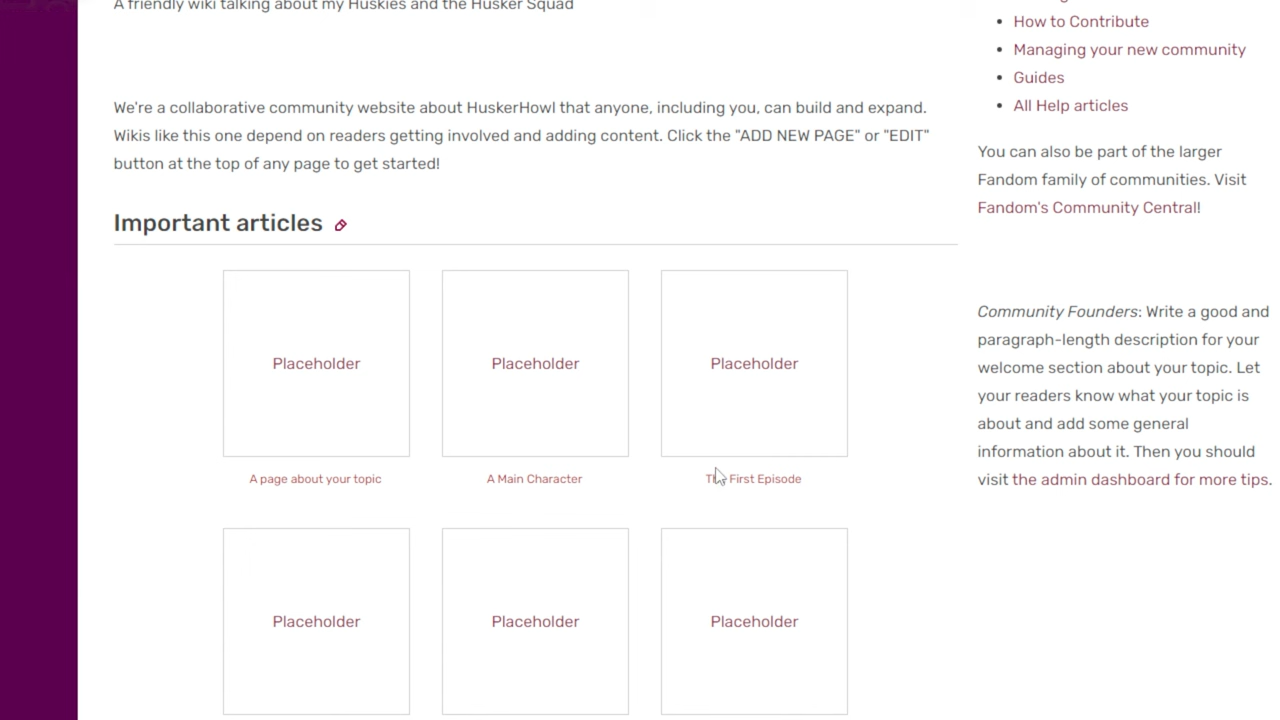 A friendly wiki talking about my Huskies and the Husker Squad
We're a collaborative community website about HuskerHowl that anyone, including you, can build and expand.
Wikis like this one depend on readers getting involved and adding content. Click the "ADD NEW PAGE" or "EDIT"
button at the top of any page to get started!
Important articles
Placeholder
Placeholder
Placeholder
A page about your topic
A Main Character
The First Episode
Placeholder
Placeholder
Placeholder
How to Contribute
Managing your new community
Guides
All Help articles
You can also be part of the larger
Fandom family of communities. Visit
Fandom's Community Central!
Community Founders: Write a good and
paragraph-length description for your
welcome section about your topic. Let
your readers know what your topic is
about and add some general
information about it. Then you should
visit the admin dashboard for more tips.